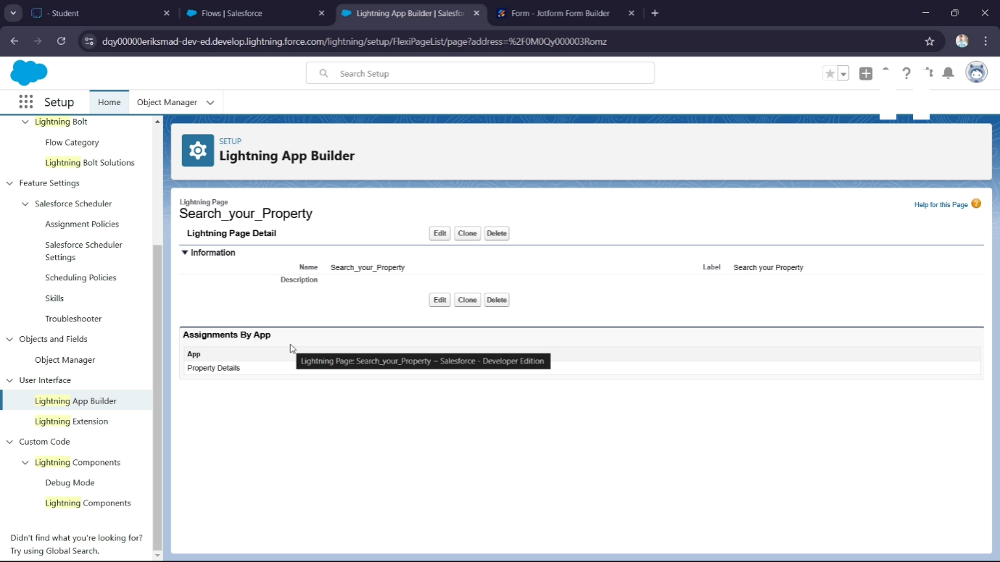 - Student
Flows | Salesforce
Lightning App Builder | Salesfor
Form - Jotform Form Builder
dqy00000eriksmad-dev-ed.develop.lightning.force.com/lightning/setup/FlexiPageList/page?address=%2F0M0Qy000003Romz
Search Setup
Setup
Home
Object Manager
Lightning Bolt
Flow Category
Lightning Bolt Solutions
Feature Settings
Salesforce Scheduler
Assignment Policies
Salesforce Scheduler
Settings
Scheduling Policies
Skills
Troubleshooter
Objects and Fields
Object Manager
User Interface
Lightning App Builder
Lightning Extension
Custom Code
Lightning Components
Debug Mode
Lightning Components
Didn't find what you're looking for?
Try using Global Search.
SETUP
Lightning App Builder
Lightning Page
Search_your_Property
Help for this Page
Lightning Page Detail
Edit Clone Delete
Information
Name Search_your_Property Label Search your Property
Description
Edit Clone Delete
Assignments By App
App
Lightning Page: Search_your_Property ~ Salesforce - Developer Edition
Property Details